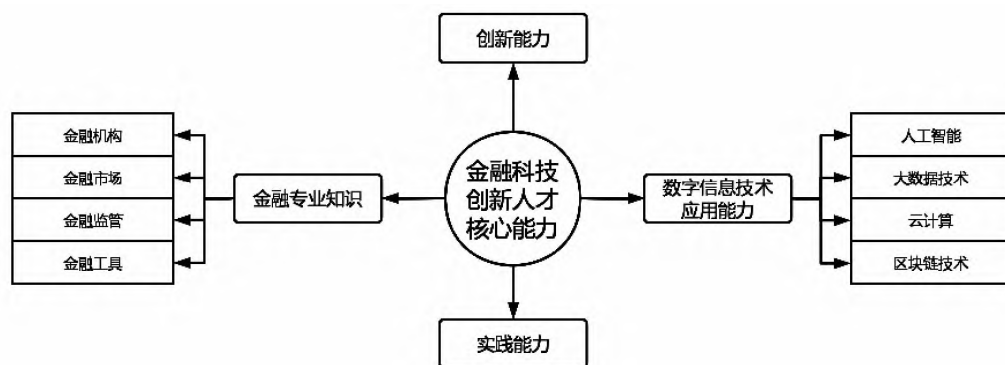 创新能力
金融机构
金融市场
金融监管
金融工具
金融专业知识
金融科技
创新人才
核心能力
数字信息技术
应用能力
人工智能
大数据技术
云计算
区块链技术
实践能力